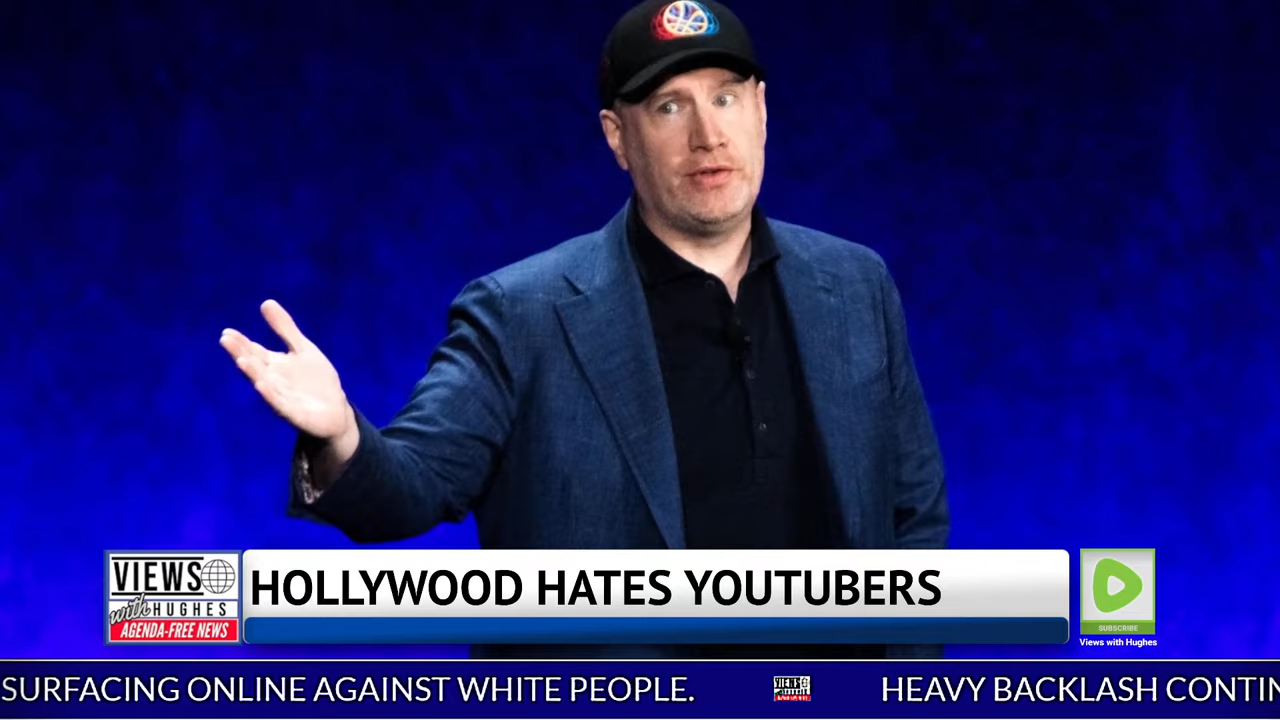 VIEWS
with HUGHES
AGENDA-FREE NEWS
HOLLYWOOD HATES YOUTUBERS
SUBSCRIBE
Views with Hughes
SURFACING ONLINE AGAINST WHITE PEOPLE.
VIEWS
HEAVY BACKLASH CONTIN